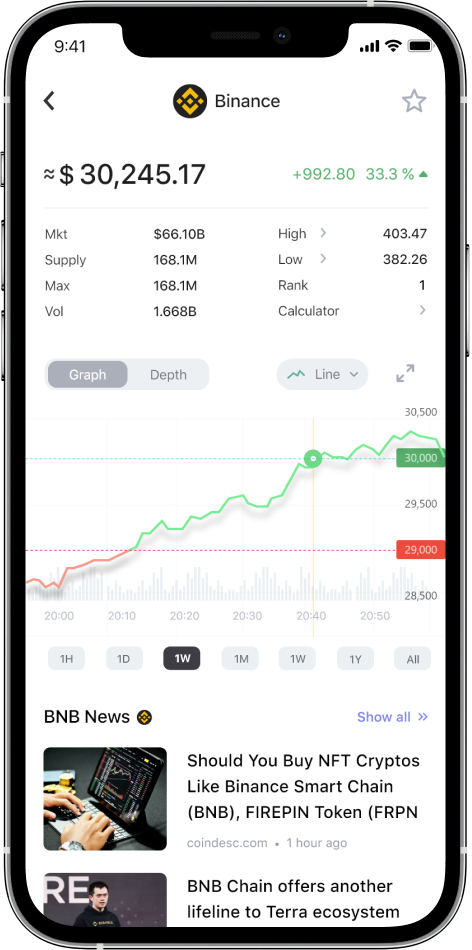 9:41
Binance
≈ $ 30,245.17 +992.80 33.3 %
Mkt $66.10B High 403.47
Supply 168.1M Low 382.26
Max 168.1M Rank 1
Vol 1.668B Calculator
Graph Depth Line
30,500
30,000
29,500
29,000
28,500
20:00 20:10 20:20 20:30 20:40 20:50
1H 1D 1W 1M 1W 1Y All
BNB News Show all
Should You Buy NFT Cryptos
Like Binance Smart Chain
(BNB), FIREPIN Token (FRPN
coindesc.com • 1 hour ago
RE
BNB Chain offers another
lifeline to Terra ecosystem